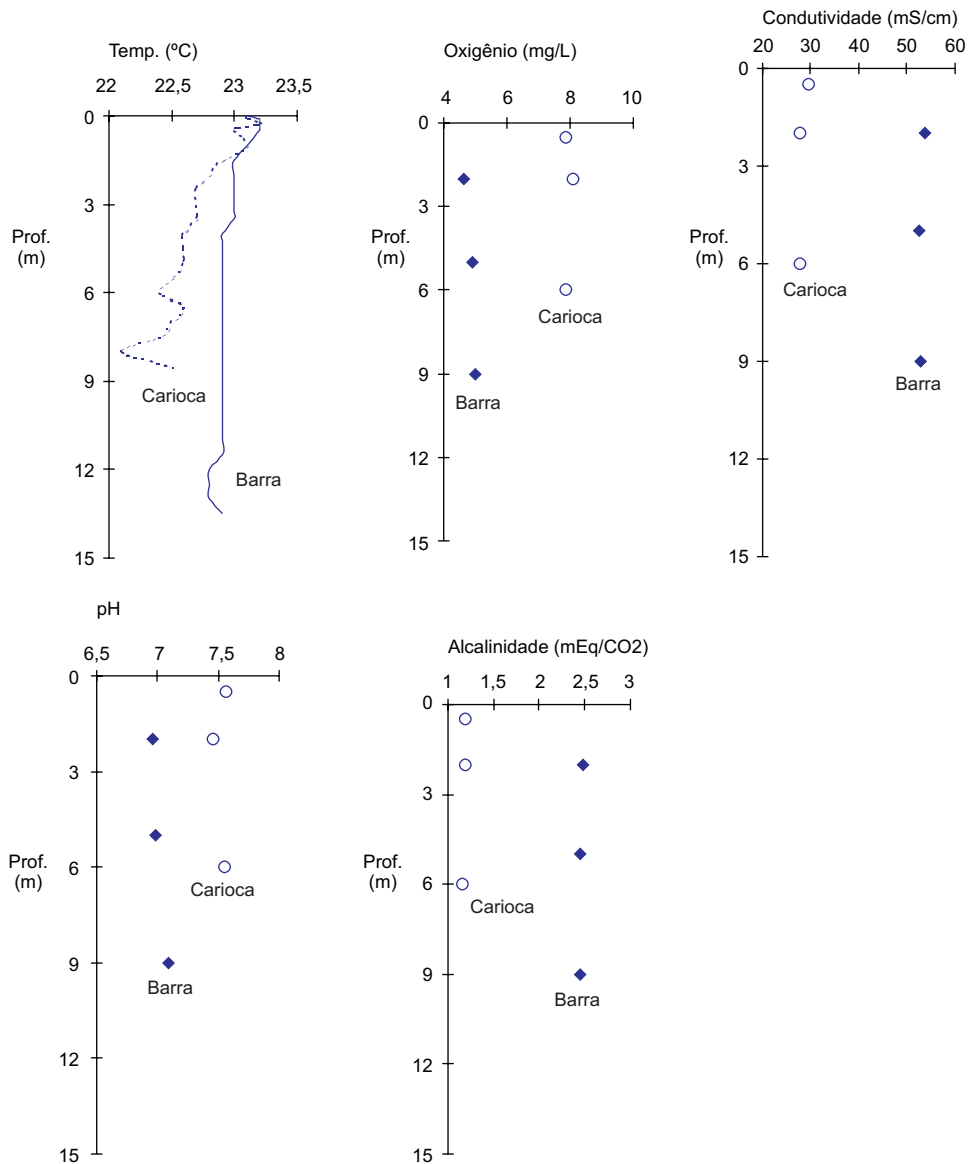 Temp. (ºC)
22 22,5 23 23,5
0
3
6
9
12
15
Prof.
(m)
Carioca
Barra
Oxigênio (mg/L)
4 6 8 10
0
3
6
9
12
15
Prof.
(m)
Carioca
Barra
Condutividade (mS/cm)
20 30 40 50 60
0
3
6
9
12
15
Prof.
(m)
Carioca
Barra
pH
6,5 7 7,5 8
0
3
6
9
12
15
Prof.
(m)
Carioca
Barra
Alcalinidade (mEq/CO2)
1 1,5 2 2,5 3
0
3
6
9
12
15
Prof.
(m)
Carioca
Barra